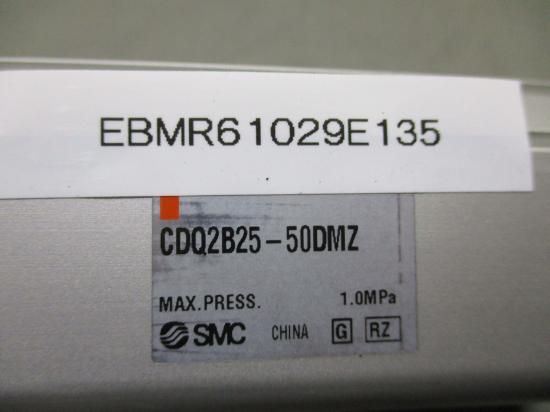 EBMR61029E135
CDQ2B25-50DMZ
MAX.PRESS. 1.0MPa
SMC CHINA G RZ